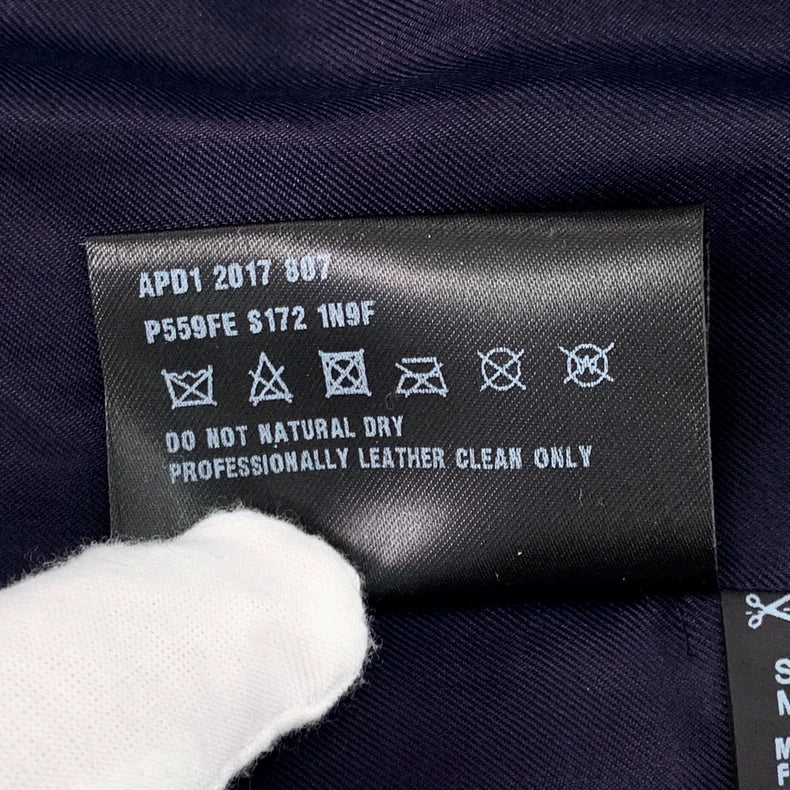 APD1 2017 807
P559FE S172 1N9F
W
DO NOT NATURAL DRY
PROFESSIONALLY LEATHER CLEAN ONLY